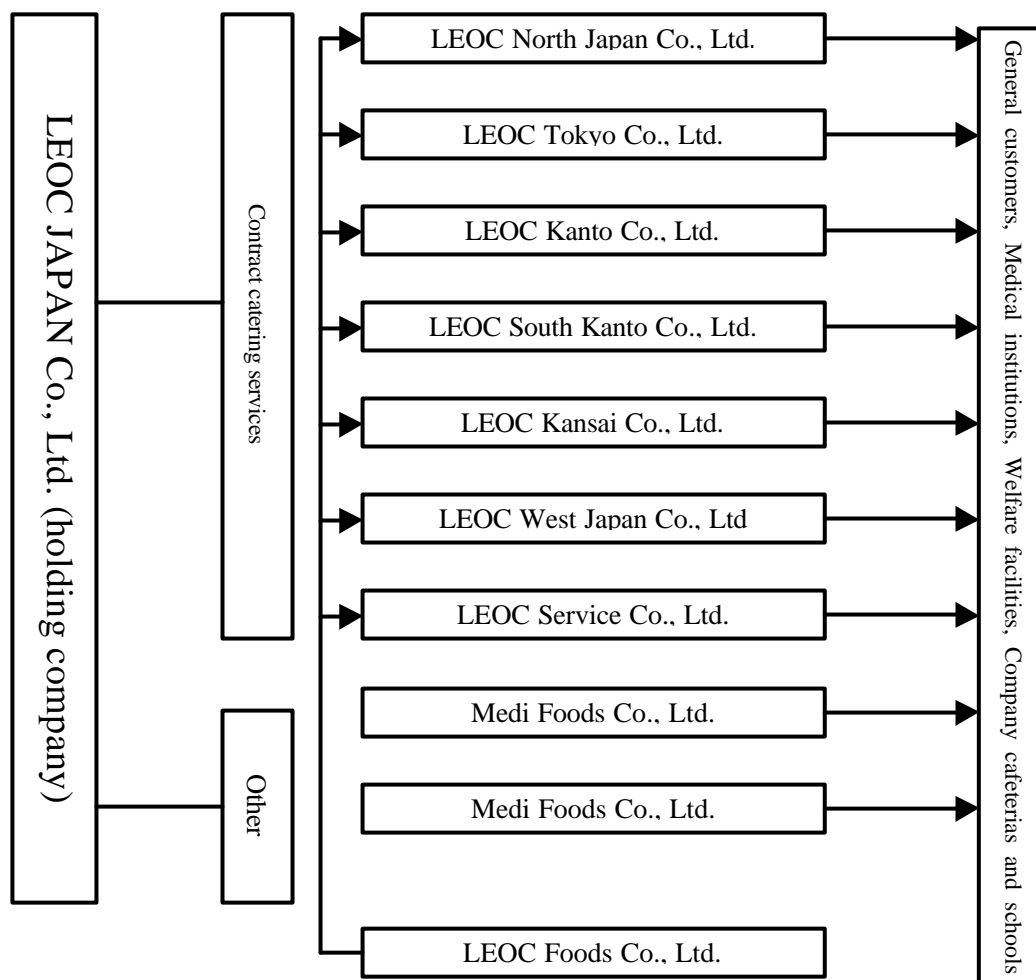 LEOC JAPAN Co., Ltd. (holding company)
Contract catering services
Other
LEOC North Japan Co., Ltd.
LEOC Tokyo Co., Ltd.
LEOC Kanto Co., Ltd.
LEOC South Kanto Co., Ltd.
LEOC Kansai Co., Ltd.
LEOC West Japan Co., Ltd
LEOC Service Co., Ltd.
Medi Foods Co., Ltd.
Medi Foods Co., Ltd.
LEOC Foods Co., Ltd.
General customers, Medical institutions, Welfare facilities, Company cafeterias and schools